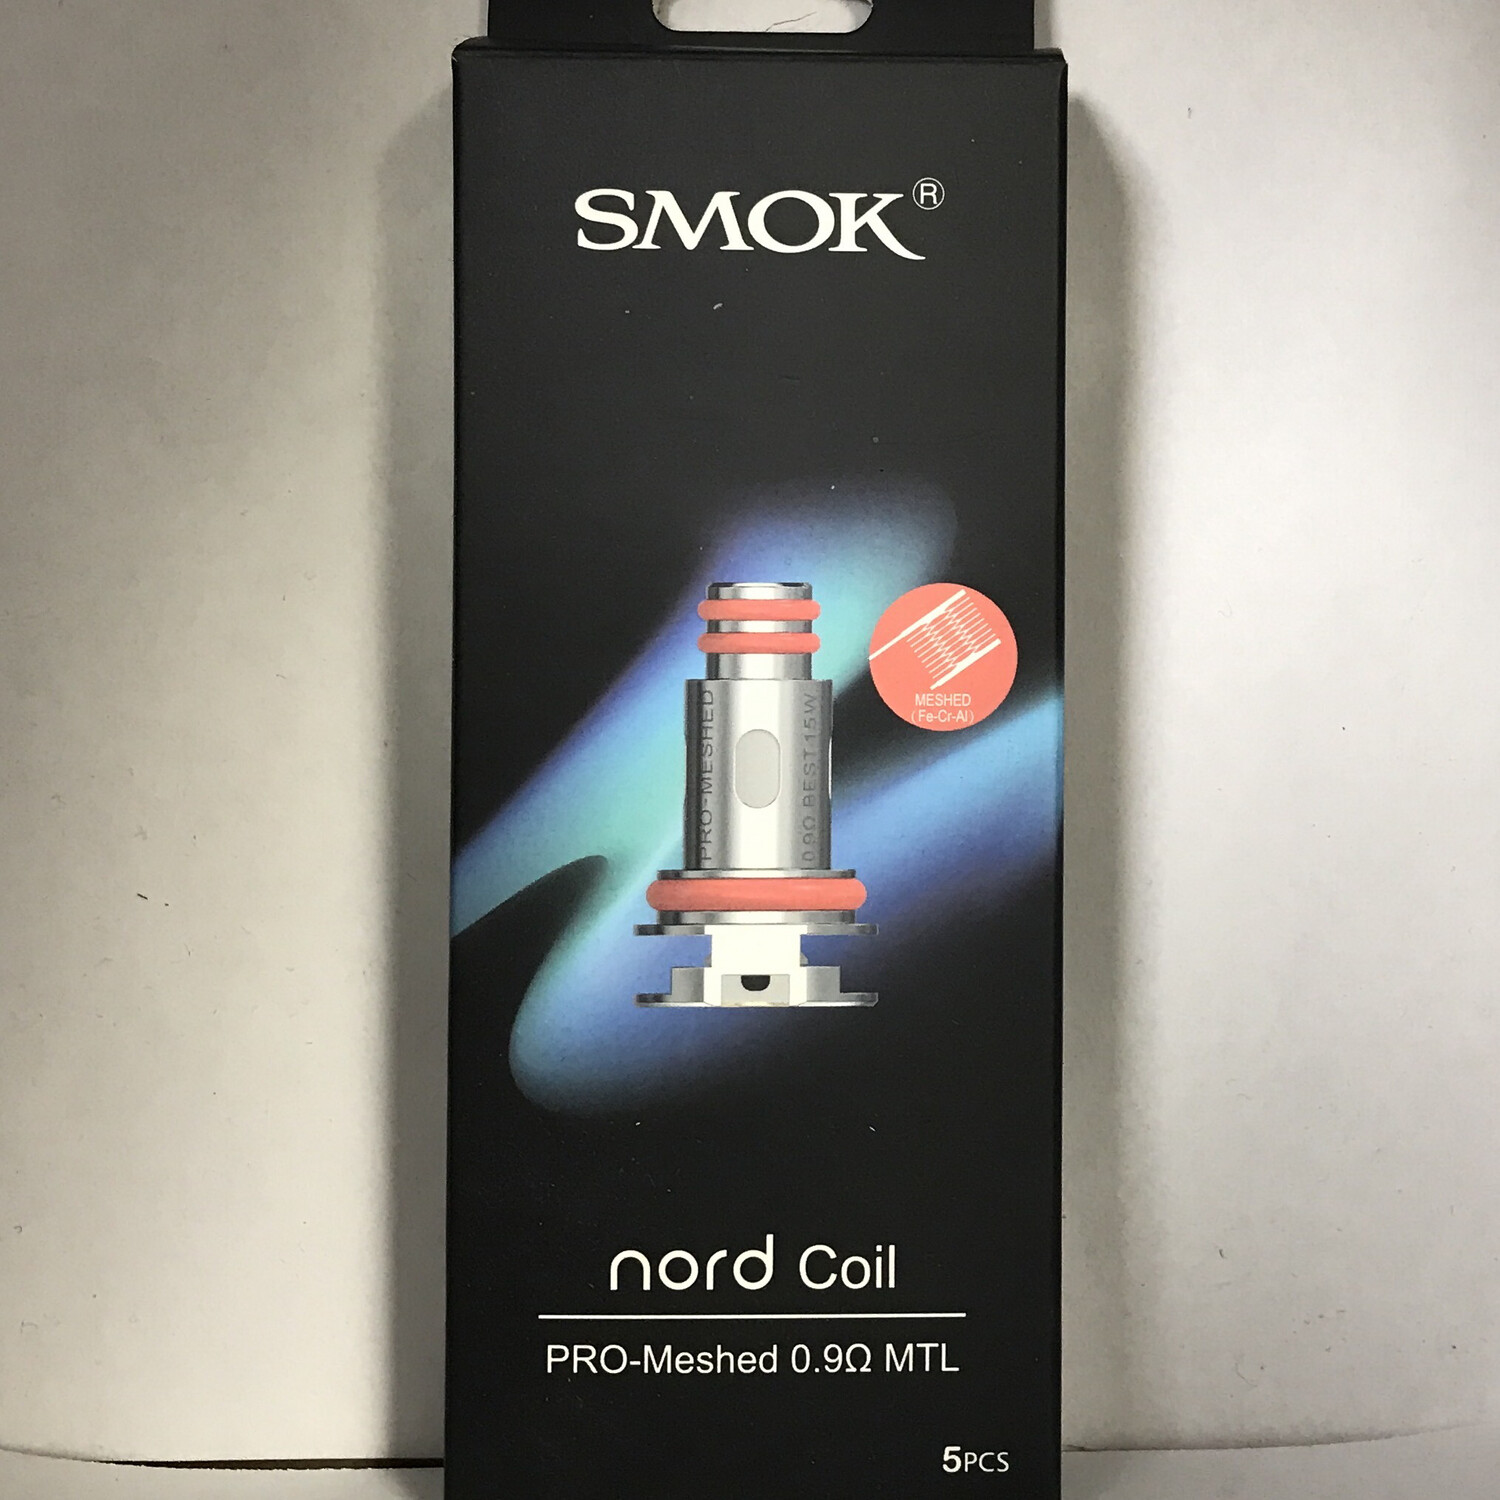 SMOK®
MESHED
(Fe-Cr-Al)
PRO-MESHED
0.9Ω BEST:15W
nord Coil
PRO-Meshed 0.9Ω MTL
5PCS